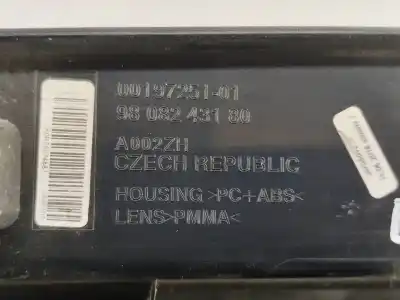 00197251-01
98 082 431 80
A002ZH
CZECH REPUBLIC
HOUSING >PC+ABS<
LENS>PMMA<